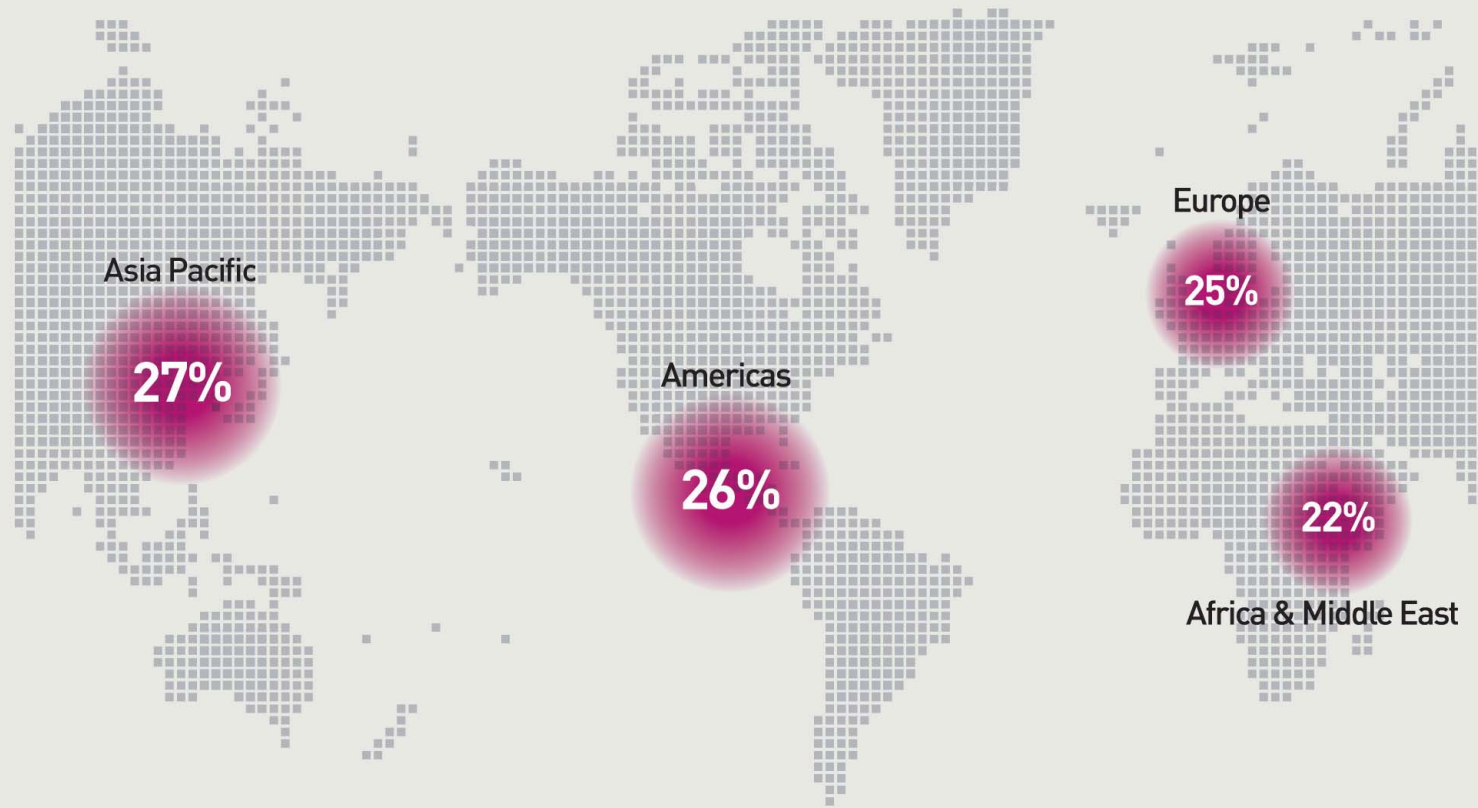 Asia Pacific
27%
Americas
26%
Europe
25%
22%
Africa & Middle East